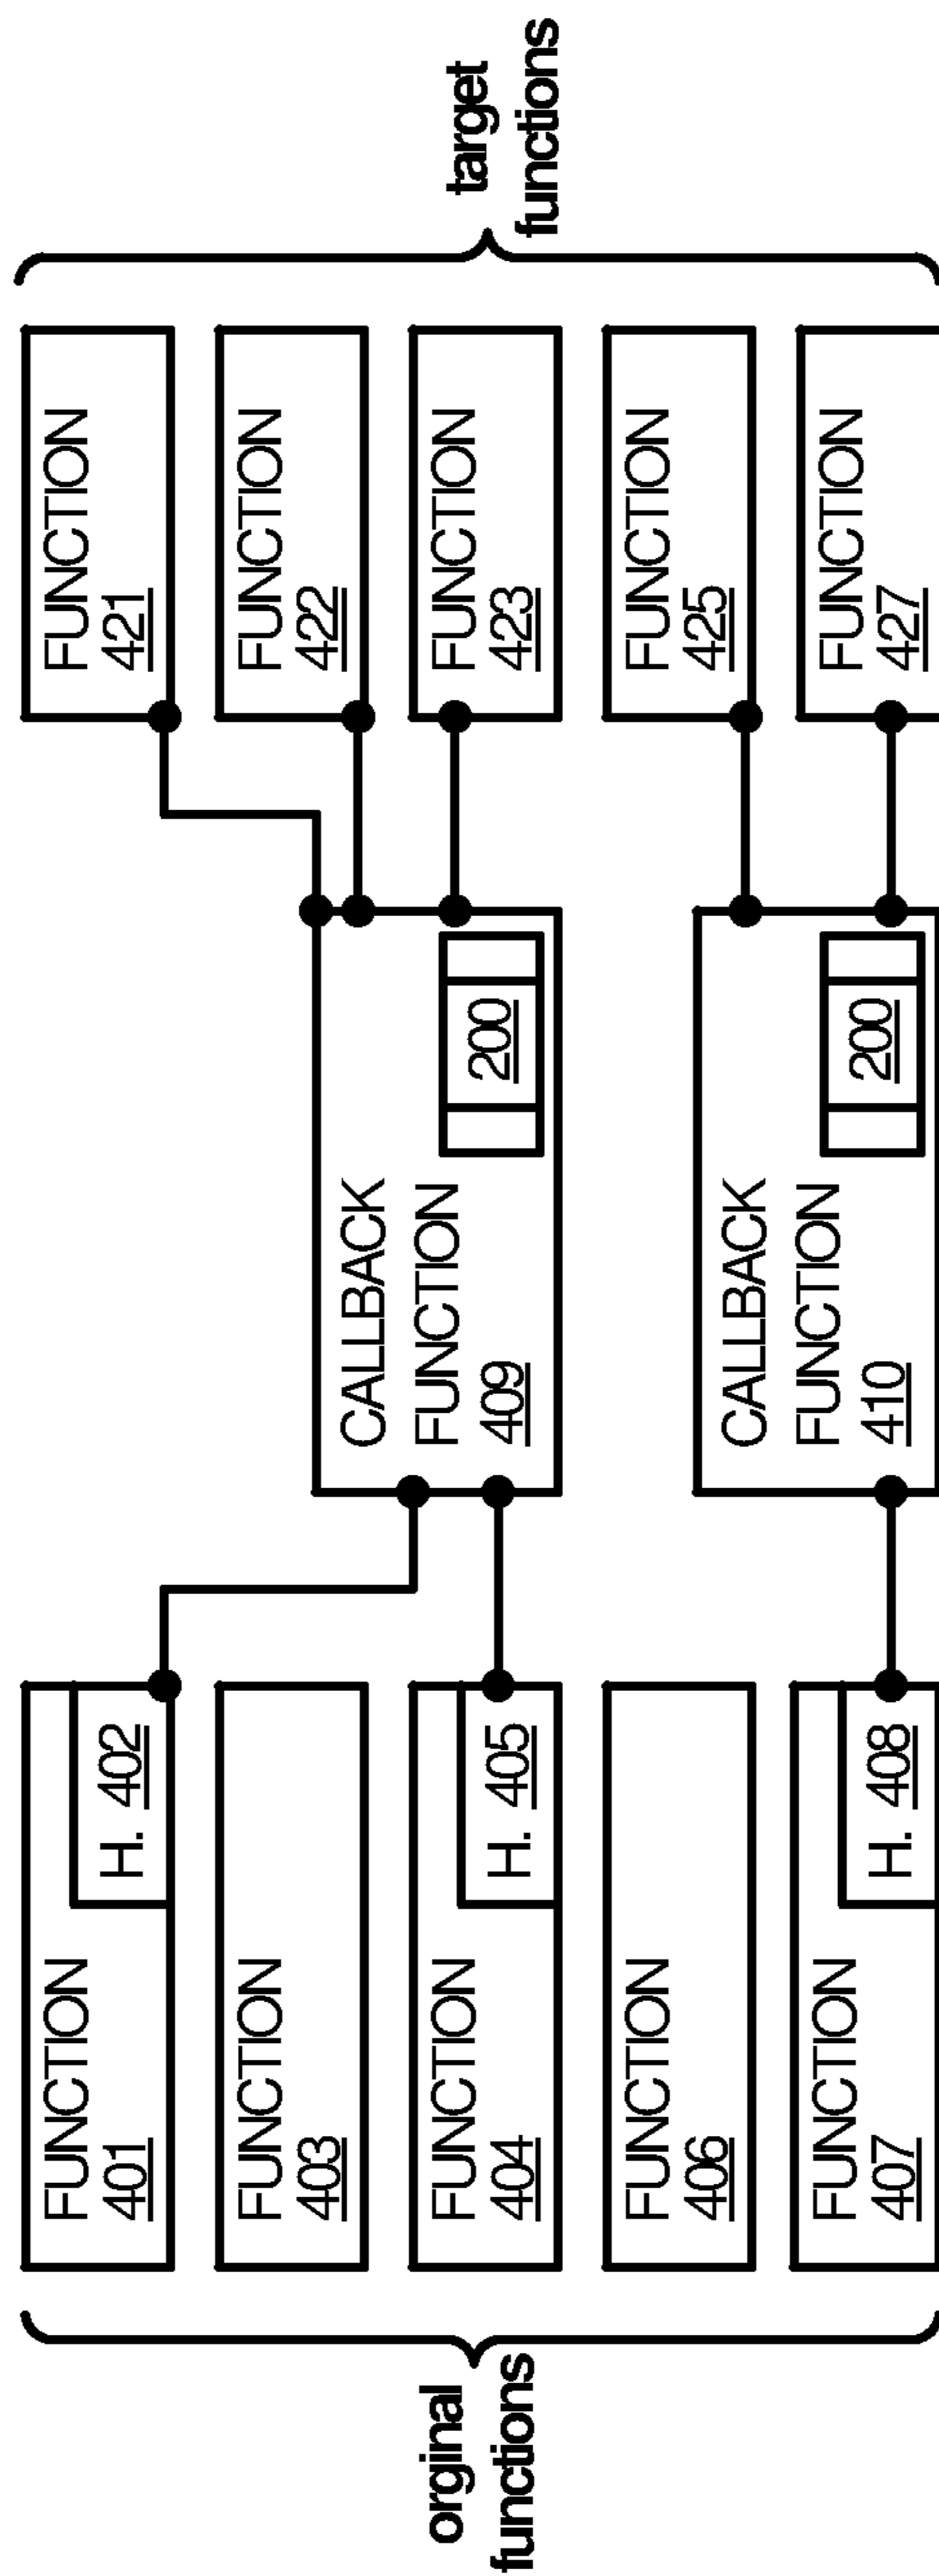 orginal
functions
FUNCTION
401
H. 402
FUNCTION
403
FUNCTION
404
H. 405
FUNCTION
406
FUNCTION
407
H. 408
CALLBACK
FUNCTION
409
200
CALLBACK
FUNCTION
410
200
FUNCTION
421
FUNCTION
422
FUNCTION
423
FUNCTION
425
FUNCTION
427
target
functions